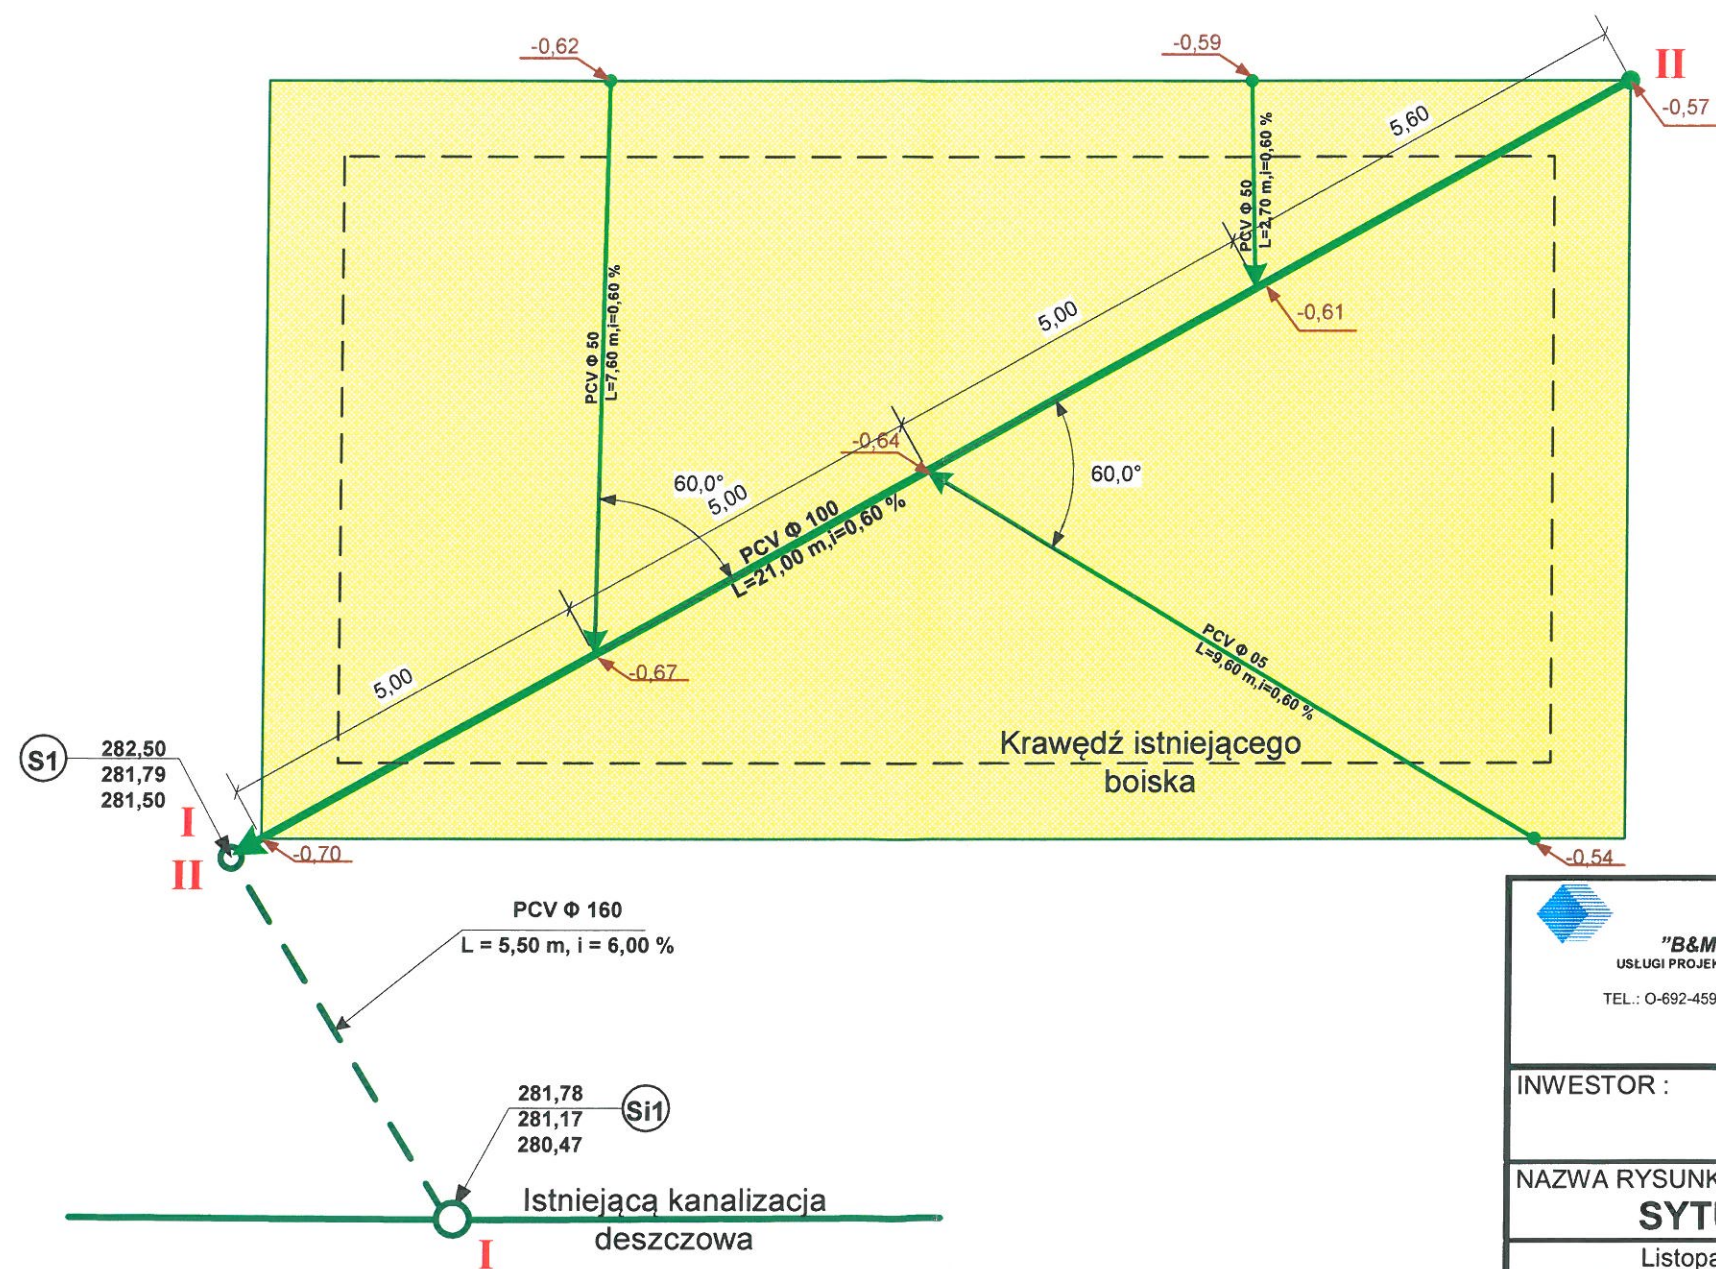 -0,62
-0,59
II
-0,57
5,60
PCV Φ 50
L=2,70 m,i=0,60 %
PCV Φ 50
L=7,60 m,i=0,60 %
-0,61
5,00
-0,64
60,0°
60,0°
5,00
PCV Φ 100
L=21,00 m,i=0,60 %
PCV Φ 05
L=9,60 m,i=0,60 %
-0,67
5,00
Krawędź istniejącego
boiska
S1
282,50
281,79
281,50
I
II
-0,70
-0,54
PCV Φ 160
L = 5,50 m, i = 6,00 %
281,78
281,17
280,47
Si1
Istniejącą kanalizacja
deszczowa
I
"B&M
USŁUGI PROJEK
TEL.: O-692-459
INWESTOR :
NAZWA RYSUNK
SYTU
Listopa